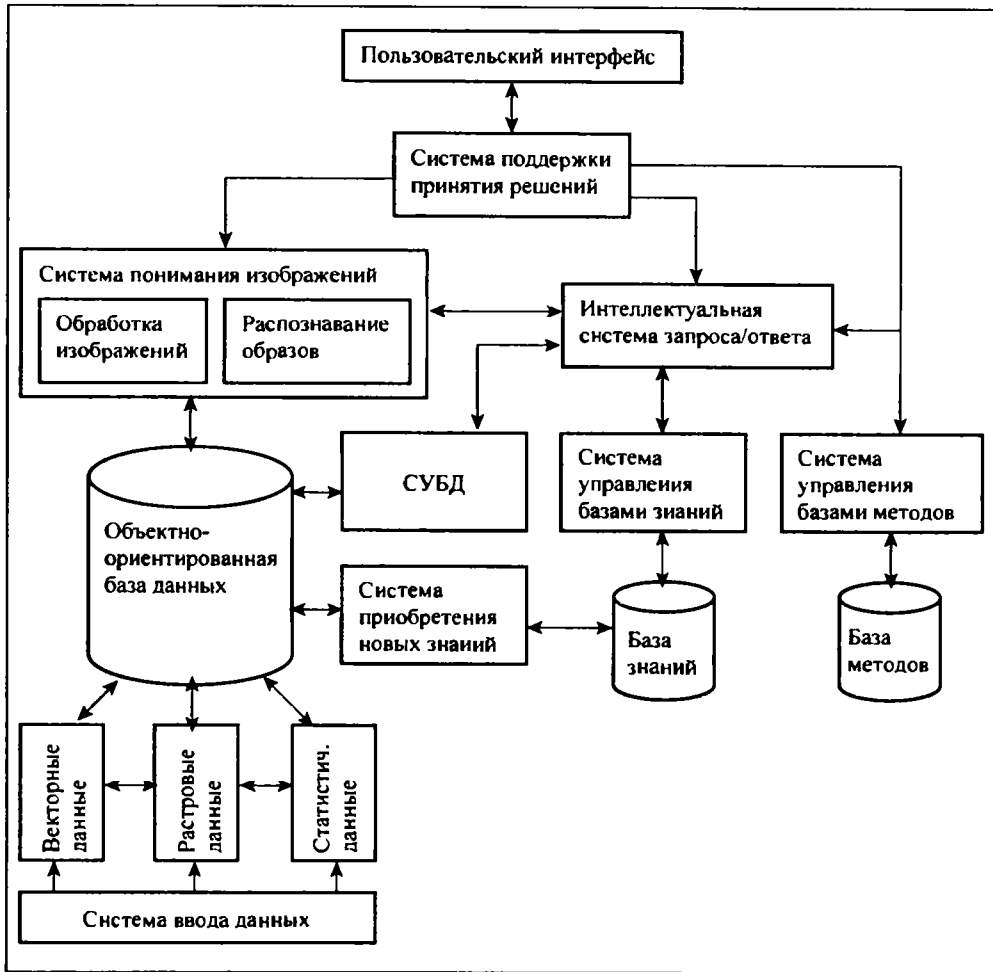 Пользовательский интерфейс
Система поддержки
принятия решений
Система понимания изображений
Обработка
изображений
Распознавание
образов
Интеллектуальная
система запроса/ответа
СУБД
Система
управления
базами знаний
Система
управления
базами методов
Объектно-
ориентированная
база данных
Система
приобретения
новых знаний
База
знаний
База
методов
Векторные
данные
Растровые
данные
Статистич.
данные
Система ввода данных